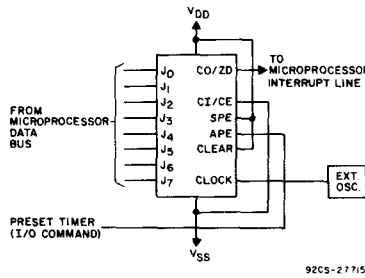 VDD
J0
J1
J2
J3
J4
J5
J6
J7
CO/ZD
CI/CE
SPE
APE
CLEAR
CLOCK
TO
MICROPROCESSOR
INTERRUPT LINE
FROM
MICROPROCESSOR
DATA
BUS
EXT.
OSC.
PRESET TIMER
(I/O COMMAND)
VSS
92CS-27715